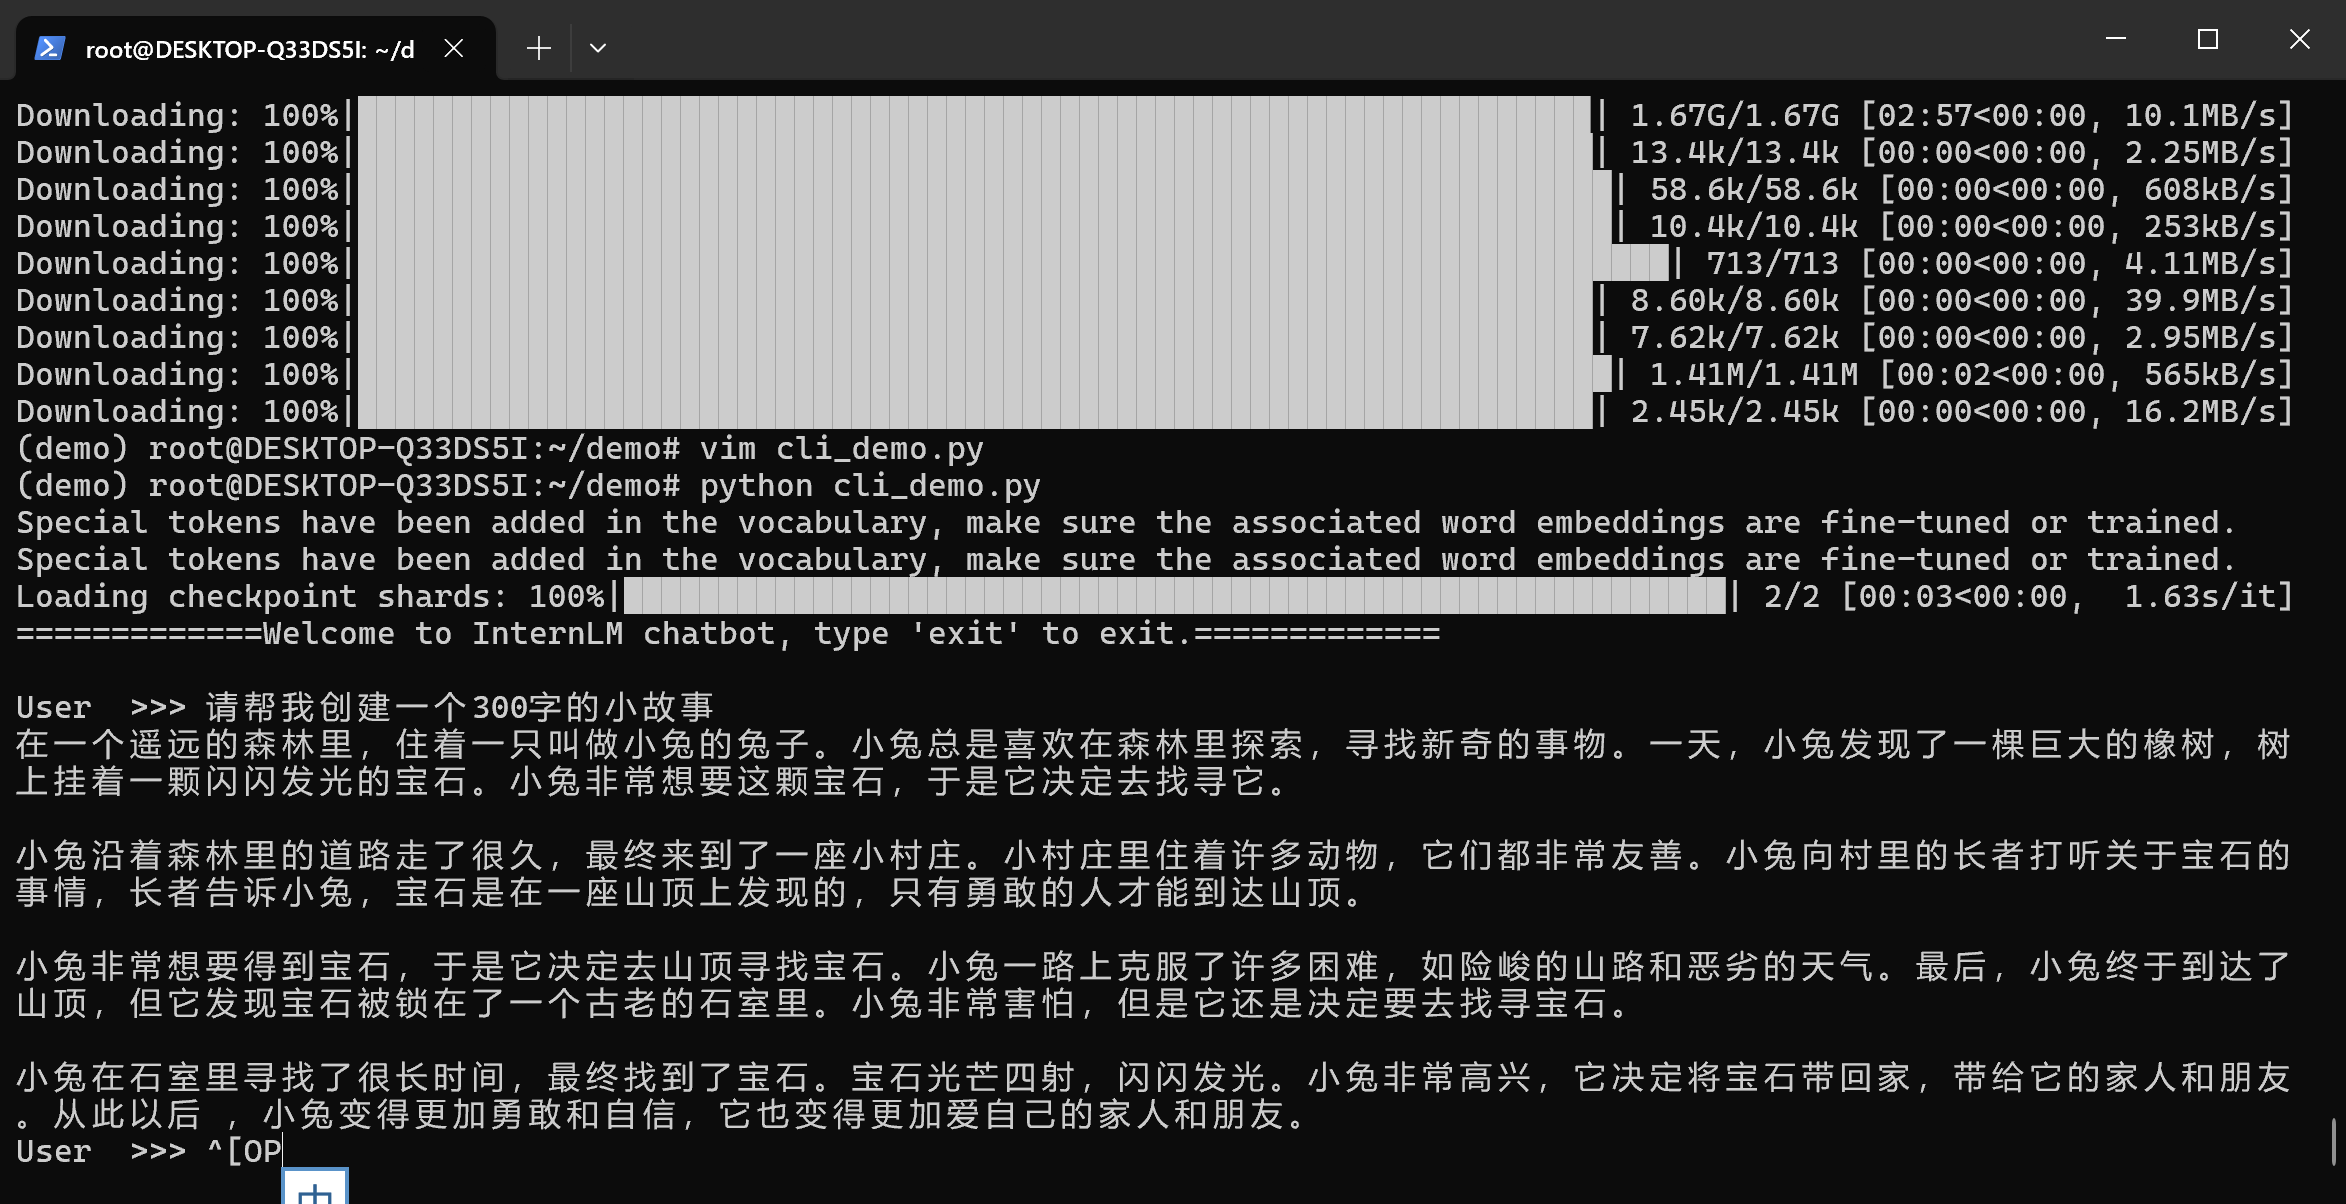 root@DESKTOP-Q33DS5I: ~/d
Downloading: 100%| | 1.67G/1.67G [02:57<00:00, 10.1MB/s]
Downloading: 100%| | 13.4k/13.4k [00:00<00:00, 2.25MB/s]
Downloading: 100%| | 58.6k/58.6k [00:00<00:00, 608kB/s]
Downloading: 100%| | 10.4k/10.4k [00:00<00:00, 253kB/s]
Downloading: 100%| | 713/713 [00:00<00:00, 4.11MB/s]
Downloading: 100%| | 8.60k/8.60k [00:00<00:00, 39.9MB/s]
Downloading: 100%| | 7.62k/7.62k [00:00<00:00, 2.95MB/s]
Downloading: 100%| | 1.41M/1.41M [00:02<00:00, 565kB/s]
Downloading: 100%| | 2.45k/2.45k [00:00<00:00, 16.2MB/s]
(demo) root@DESKTOP-Q33DS5I:~/demo# vim cli_demo.py
(demo) root@DESKTOP-Q33DS5I:~/demo# python cli_demo.py
Special tokens have been added in the vocabulary, make sure the associated word embeddings are fine-tuned or trained.
Special tokens have been added in the vocabulary, make sure the associated word embeddings are fine-tuned or trained.
Loading checkpoint shards: 100%| | 2/2 [00:03<00:00,  1.63s/it]
=============Welcome to InternLM chatbot, type 'exit' to exit.=============
User  >>> 请帮我创建一个300字的小故事
在一个遥远的森林里，住着一只叫做小兔的兔子。小兔总是喜欢在森林里探索，寻找新奇的事物。一天，小兔发现了一棵巨大的橡树，树
上挂着一颗闪闪发光的宝石。小兔非常想要这颗宝石，于是它决定去找寻它。
小兔沿着森林里的道路走了很久，最终来到了一座小村庄。小村庄里住着许多动物，它们都非常友善。小兔向村里的长者打听关于宝石的
事情，长者告诉小兔，宝石是在一座山顶上发现的，只有勇敢的人才能到达山顶。
小兔非常想要得到宝石，于是它决定去山顶寻找宝石。小兔一路上克服了许多困难，如险峻的山路和恶劣的天气。最后，小兔终于到达了
山顶，但它发现宝石被锁在了一个古老的石室里。小兔非常害怕，但是它还是决定要去找寻宝石。
小兔在石室里寻找了很长时间，最终找到了宝石。宝石光芒四射，闪闪发光。小兔非常高兴，它决定将宝石带回家，带给它的家人和朋友
。从此以后 ，小兔变得更加勇敢和自信，它也变得更加爱自己的家人和朋友。
User  >>> ^[OP
中